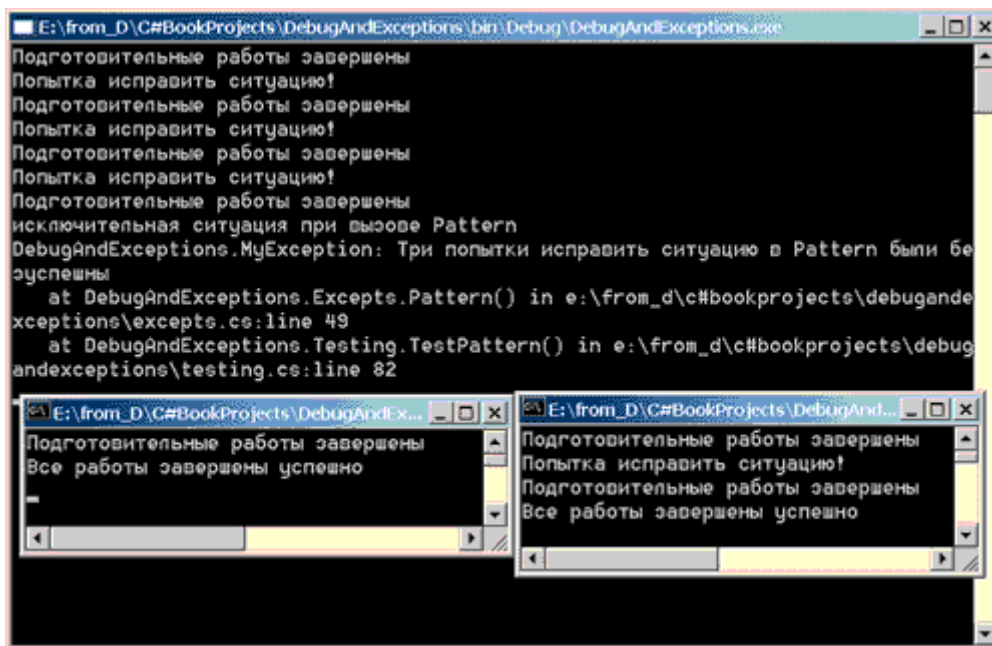 E:\from_D\C#BookProjects\DebugAndExceptions\bin\Debug\DebugAndExceptions.exe
Подготовительные работы завершены
Попытка исправить ситуацию!
Подготовительные работы завершены
Попытка исправить ситуацию!
Подготовительные работы завершены
Попытка исправить ситуацию!
Подготовительные работы завершены
исключительная ситуация при вызове Pattern
DebugAndExceptions.MyException: Три попытки исправить ситуацию в Pattern были бе
зуспешны
at DebugAndExceptions.Excepts.Pattern() in e:\from_d\c#bookprojects\debugande
xceptions\excepts.cs:line 49
at DebugAndExceptions.Testing.TestPattern() in e:\from_d\c#bookprojects\debug
andexceptions\testing.cs:line 82
E:\from_D\C#BookProjects\DebugAndEx...
Подготовительные работы завершены
Все работы завершены успешно
E:\from_D\C#BookProjects\DebugAnd...
Подготовительные работы завершены
Попытка исправить ситуацию!
Подготовительные работы завершены
Все работы завершены успешно